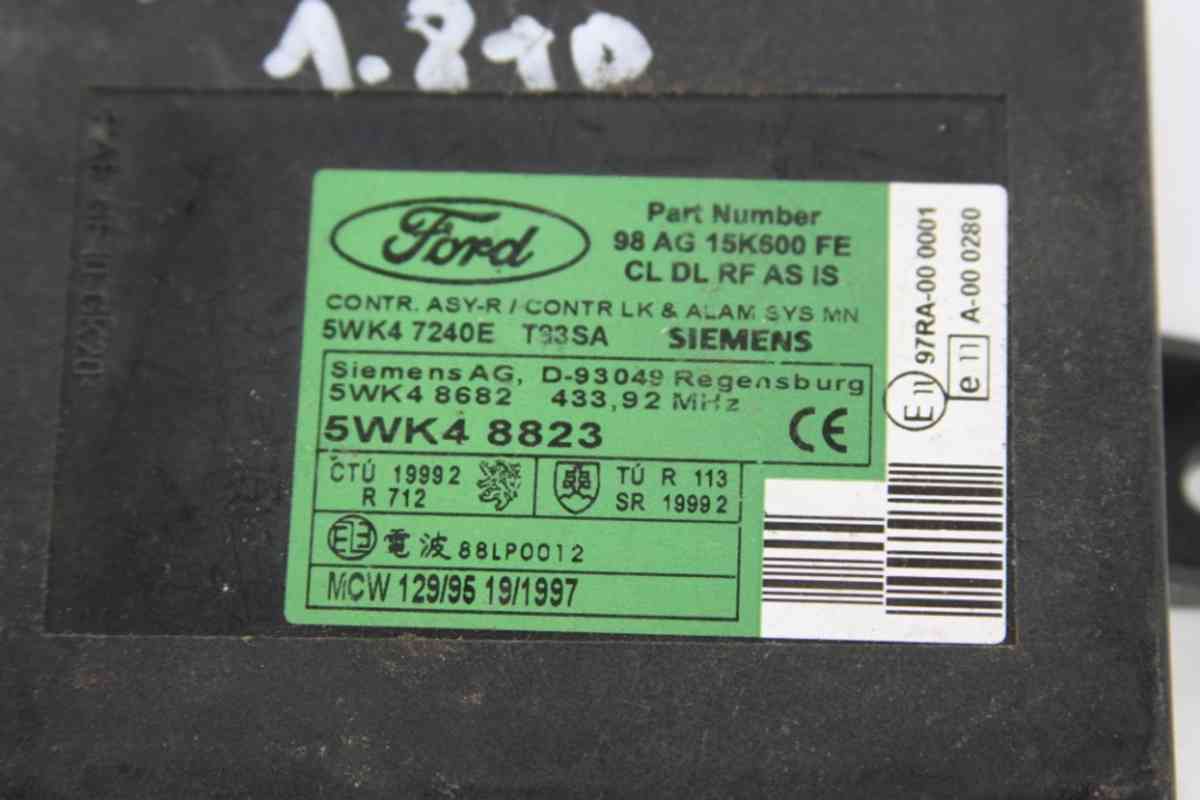 1.810
Ford
Part Number
98 AG 15K600 FE
CL DL RF AS IS
CONTR. ASY-R / CONTR LK & ALAM SYS MN
5WK4 7240E T93SA SIEMENS
Siemens AG, D-93049 Regensburg
5WK4 8682 433,92 MHz
5WK4 8823 CE
ČTÚ 1999 2
R 712
TÚ R 113
SR 1999 2
電波 88LP0012
MCW 129/95 19/1997
E 11 97RA-00 0001
e 11 A-00 0280